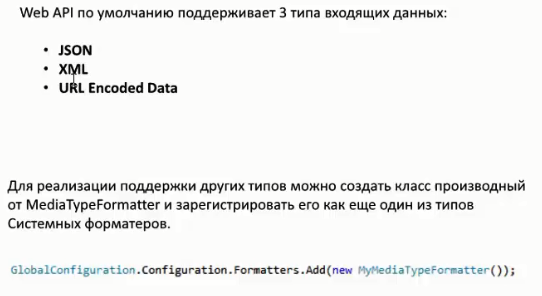 Web API по умолчанию поддерживает 3 типа входящих данных:
• JSON
• XML
• URL Encoded Data
Для реализации поддержки других типов можно создать класс производный
от MediaTypeFormatter и зарегистрировать его как еще один из типов
Системных форматеров.
GlobalConfiguration.Configuration.Formatters.Add(new MyMediaTypeFormatter());